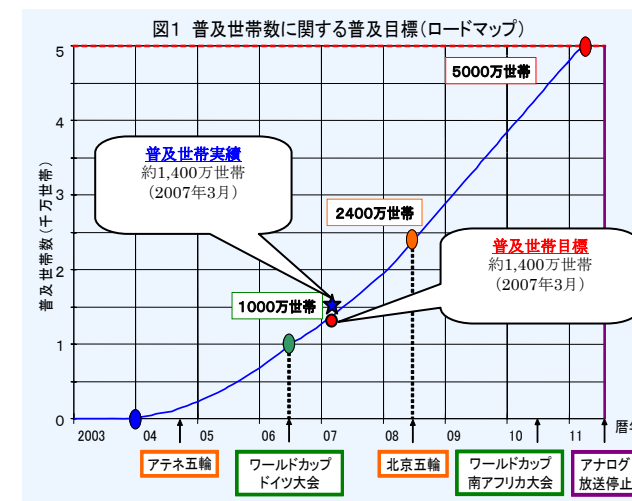 図1 普及世帯数に関する普及目標(ロードマップ)
普及世帯数(千万世帯)
5
4
3
2
1
0
5000万世帯
普及世帯実績
約1,400万世帯
(2007年3月)
2400万世帯
普及世帯目標
約1,400万世帯
(2007年3月)
1000万世帯
2003 04 05 06 07 08 09 10 11 暦年
アテネ五輪
ワールドカップ
ドイツ大会
北京五輪
ワールドカップ
南アフリカ大会
アナログ
放送停止